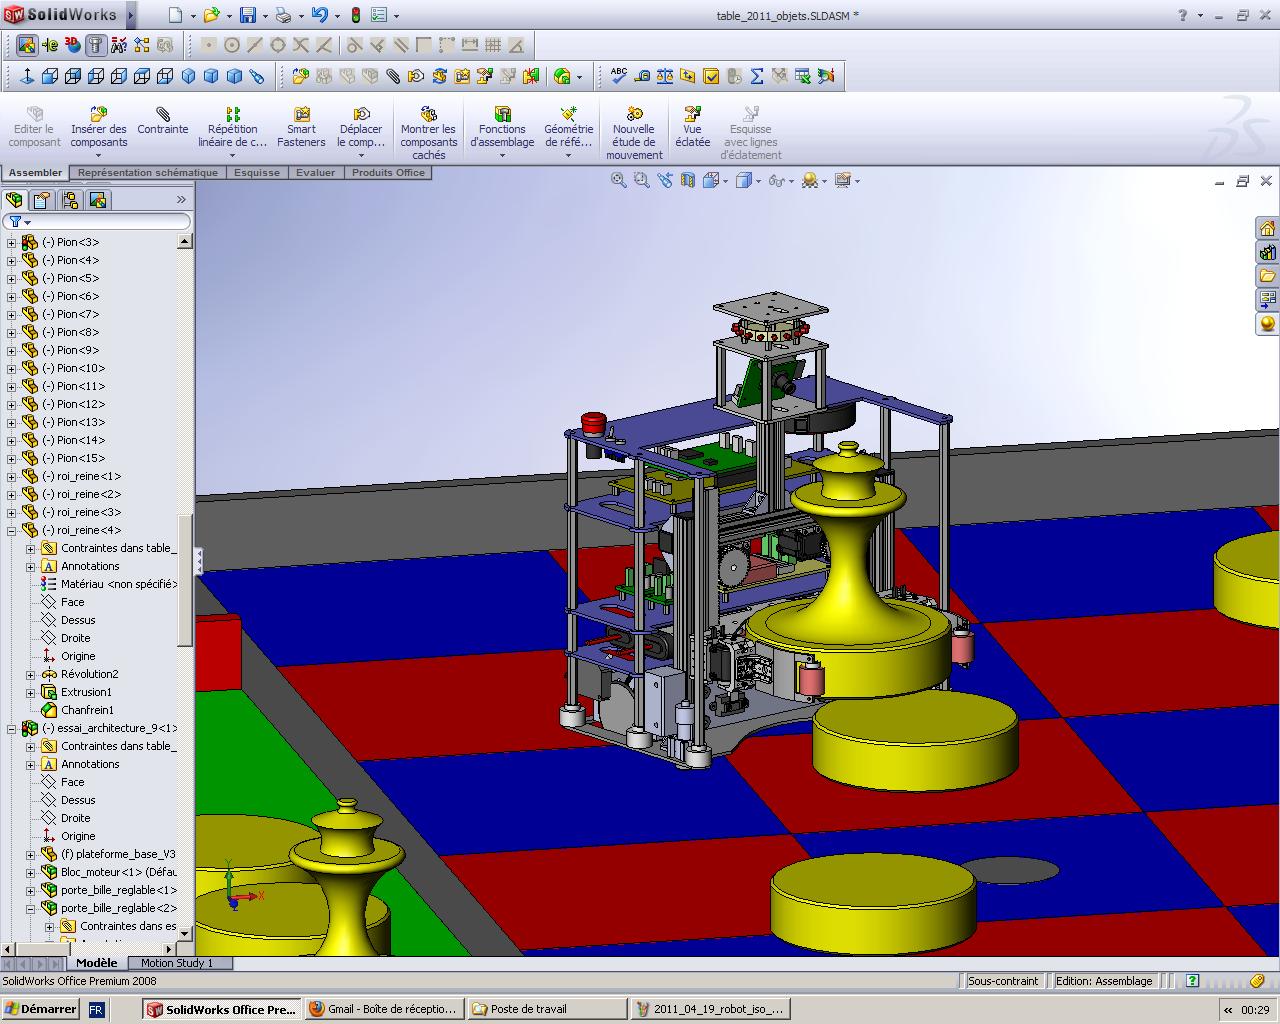 SolidWorks
table_2011_objets.SLDASM *
ABC
Editer le composant
Insérer des composants
Contrainte
Répétition linéaire de c...
Smart Fasteners
Déplacer le comp...
Montrer les composants cachés
Fonctions d'assemblage
Géométrie de réfé...
Nouvelle étude de mouvement
Vue éclatée
Esquisse avec lignes d'éclatement
Assembler
Représentation schématique
Esquisse
Evaluer
Produits Office
(-) Pion<3>
(-) Pion<4>
(-) Pion<5>
(-) Pion<6>
(-) Pion<7>
(-) Pion<8>
(-) Pion<9>
(-) Pion<10>
(-) Pion<11>
(-) Pion<12>
(-) Pion<13>
(-) Pion<14>
(-) Pion<15>
(-) roi_reine<1>
(-) roi_reine<2>
(-) roi_reine<3>
(-) roi_reine<4>
Contraintes dans table_
Annotations
Matériau <non spécifié>
Face
Dessus
Droite
Origine
Révolution2
Extrusion1
Chanfrein1
(-) essai_architecture_9<1>
Contraintes dans table_
Annotations
Face
Dessus
Droite
Origine
(f) plateforme_base_V3
Bloc_moteur<1> (Défau
porte_bille_reglable<1>
porte_bille_reglable<2>
Contraintes dans es
Y
X
Z
Modèle
Motion Study 1
SolidWorks Office Premium 2008
Sous-contraint
Edition: Assemblage
Démarrer
FR
SolidWorks Office Pre...
Gmail - Boîte de réceptio...
Poste de travail
2011_04_19_robot_iso_...
00:29